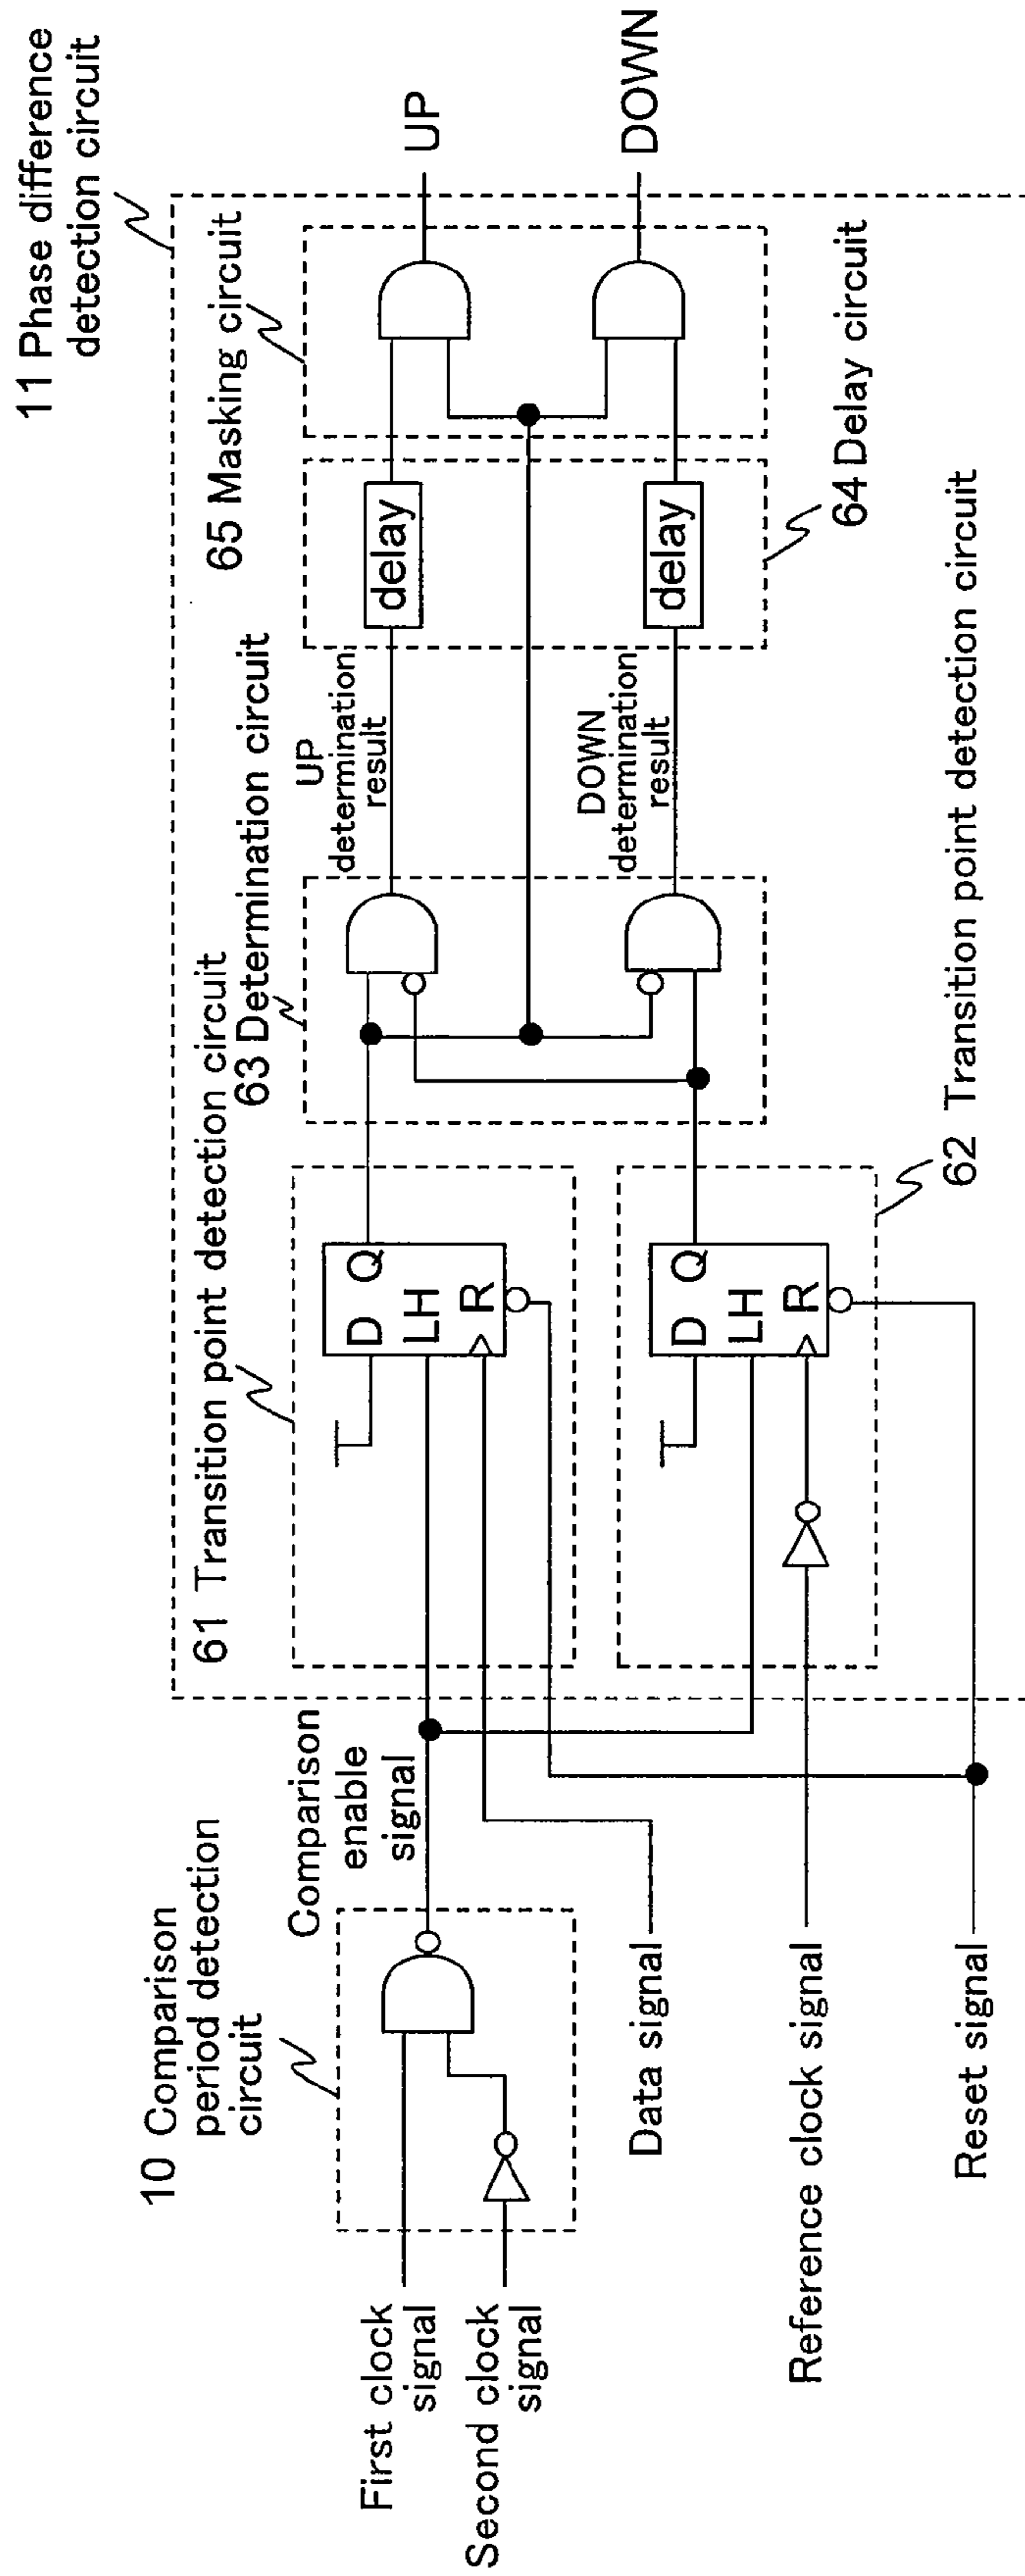 11 Phase difference
detection circuit
65 Masking circuit
UP
DOWN
64 Delay circuit
delay
delay
63 Determination circuit
UP
determination
result
DOWN
determination
result
61 Transition point detection circuit
D Q
LH
R
D Q
LH
R
62 Transition point detection circuit
10 Comparison
period detection
circuit
Comparison
enable
signal
First clock
signal
Second clock
signal
Data signal
Reference clock signal
Reset signal